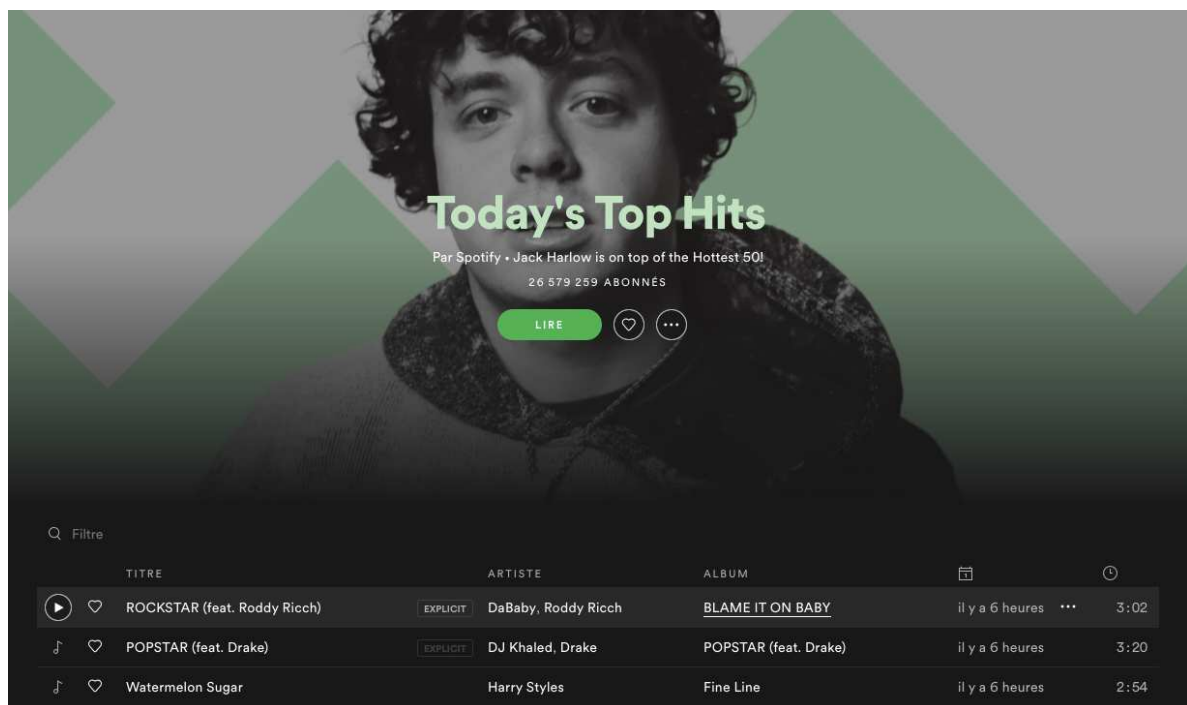 Today's Top Hits
Par Spotify • Jack Harlow is on top of the Hottest 50!
26 579 259 ABONNÉS
LIRE
Filtre
TITRE ARTISTE ALBUM
ROCKSTAR (feat. Roddy Ricch) EXPLICIT DaBaby, Roddy Ricch BLAME IT ON BABY il y a 6 heures ••• 3:02
POPSTAR (feat. Drake) EXPLICIT DJ Khaled, Drake POPSTAR (feat. Drake) il y a 6 heures 3:20
Watermelon Sugar Harry Styles Fine Line il y a 6 heures 2:54